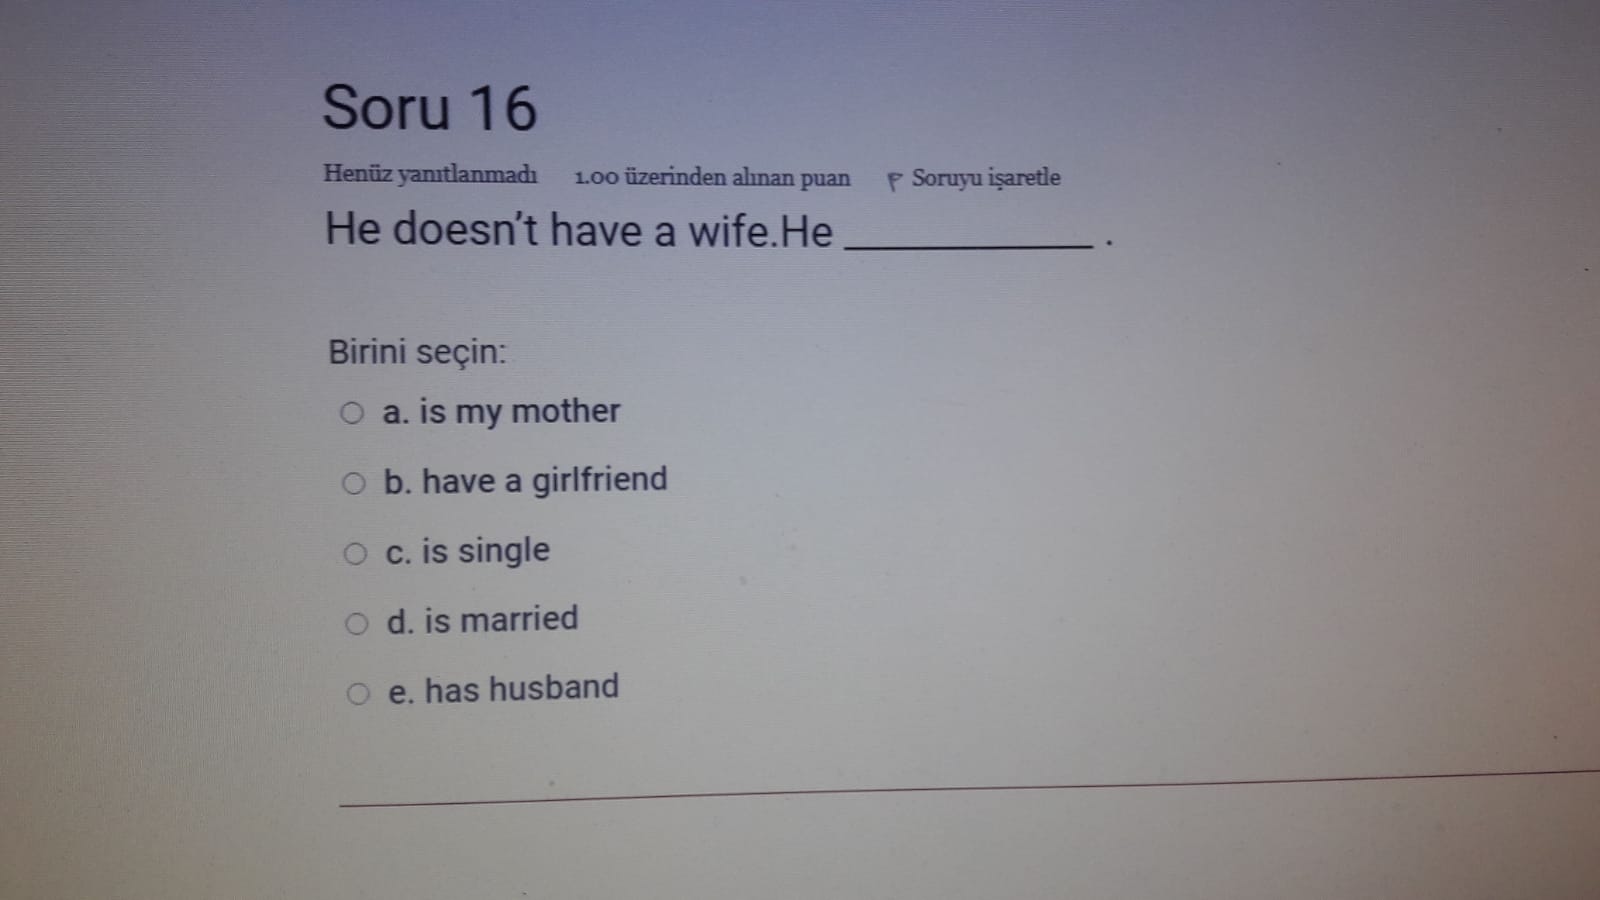 Soru 16
Henüz yanıtlanmadı 1.00 üzerinden alınan puan Soruyu işaretle
He doesn't have a wife.He ____________ .
Birini seçin:
a. is my mother
b. have a girlfriend
c. is single
d. is married
e. has husband